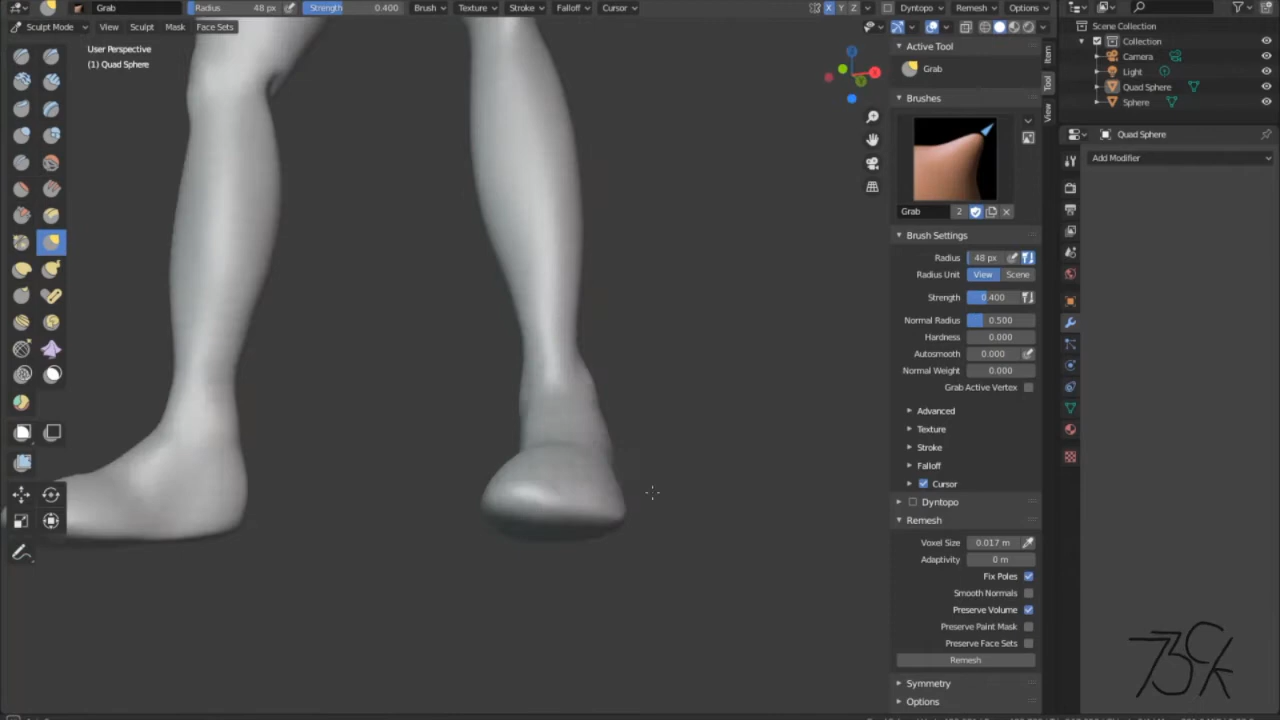 Grab Radius 48 px Strength 0.400 Brush Texture Stroke Falloff Cursor X Y Z Dyntopo Remesh Options Scene Collection
Sculpt Mode View Sculpt Mask Face Sets
User Perspective
(1) Quad Sphere
Collection
Camera
Light
Quad Sphere
Sphere
Quad Sphere
Add Modifier
Item
Tool
View
Active Tool
Grab
Brushes
Grab 2
Brush Settings
Radius 48 px
Radius Unit View Scene
Strength 0.400
Normal Radius 0.500
Hardness 0.000
Autosmooth 0.000
Normal Weight 0.000
Grab Active Vertex
Advanced
Texture
Stroke
Falloff
Cursor
Dyntopo
Remesh
Voxel Size 0.017 m
Adaptivity 0 m
Fix Poles
Smooth Normals
Preserve Volume
Preserve Paint Mask
Preserve Face Sets
Remesh
Symmetry
Options